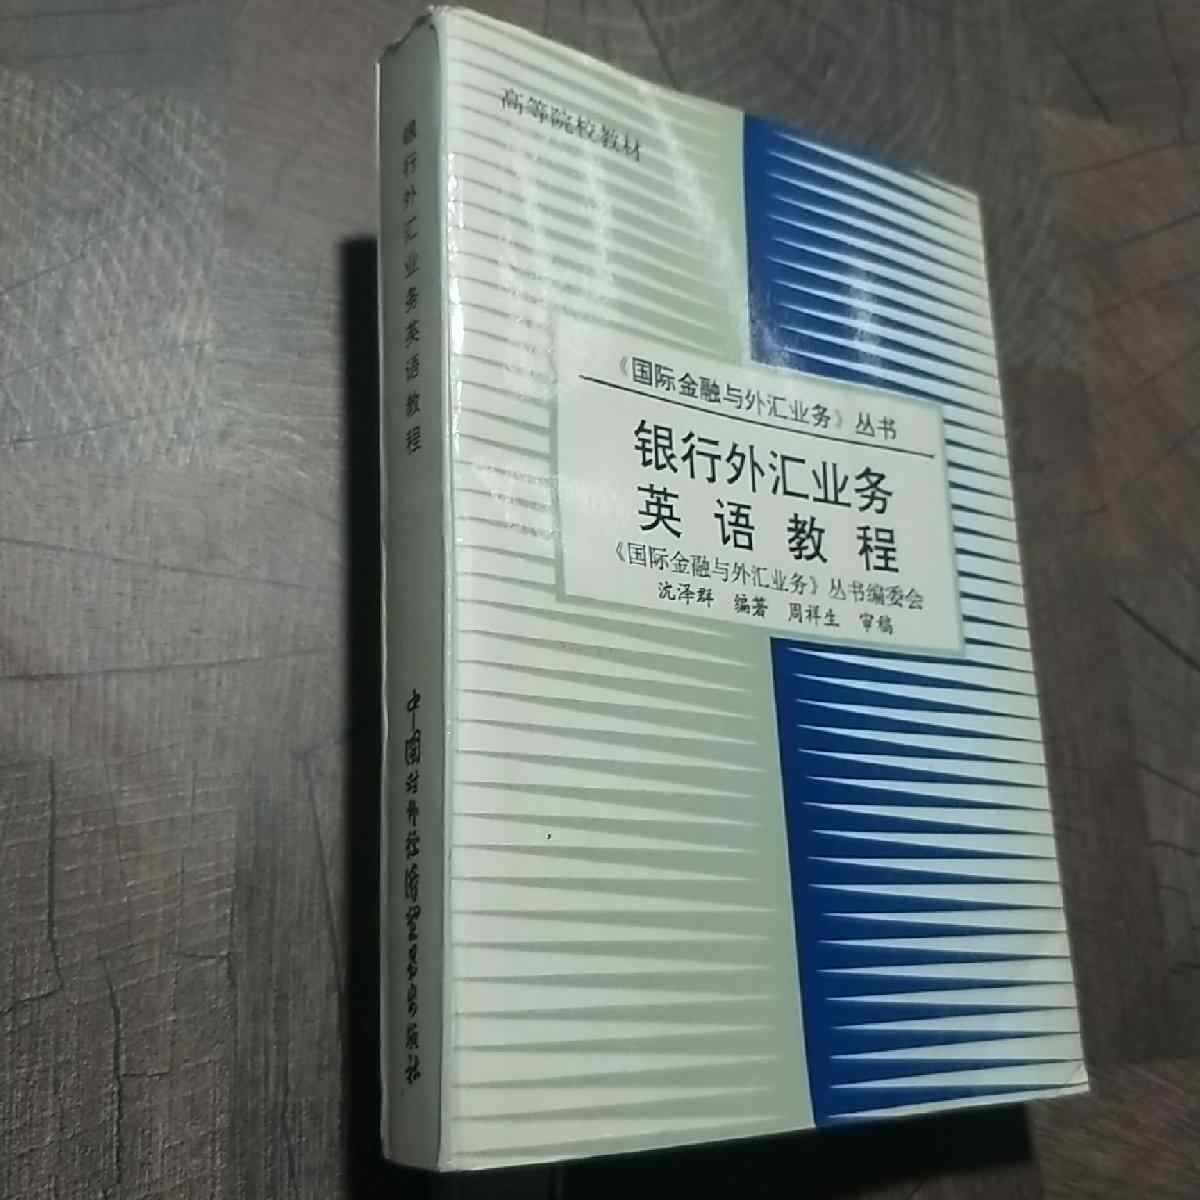 高等院校教材
《国际金融与外汇业务》丛书
银行外汇业务
英语教程
《国际金融与外汇业务》丛书编委会
沈泽群 编著 周祥生 审稿
银行外汇业务英语教程
中国对外经济贸易出版社